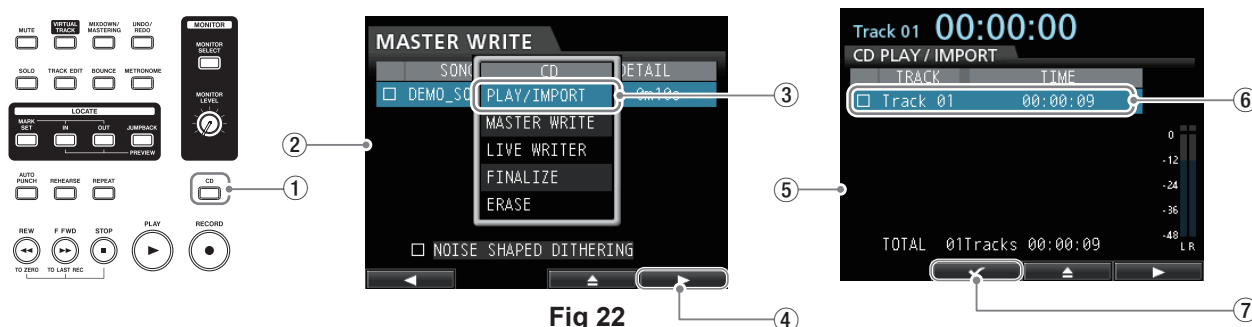 MUTE
VIRTUAL TRACK
MIXDOWN/ MASTERING
UNDO/ REDO
SOLO
TRACK EDIT
BOUNCE
METRONOME
LOCATE
MARK SET
IN
OUT
JUMPBACK
PREVIEW
AUTO PUNCH
REHEARSE
REPEAT
REW
F FWD
STOP
PLAY
RECORD
TO ZERO
TO LAST REC
MONITOR
MONITOR SELECT
MONITOR LEVEL
CD
①
②
MASTER WRITE
SONG CD DETAIL
DEMO_SO 0m10s
PLAY/IMPORT
③
MASTER WRITE
LIVE WRITER
FINALIZE
ERASE
NOISE SHAPED DITHERING
④
Fig 22
Track 01 00:00:00
CD PLAY / IMPORT
TRACK TIME
Track 01 00:00:09
⑥
⑤
0
-12
-24
-36
-48
L R
TOTAL 01Tracks 00:00:09
⑦